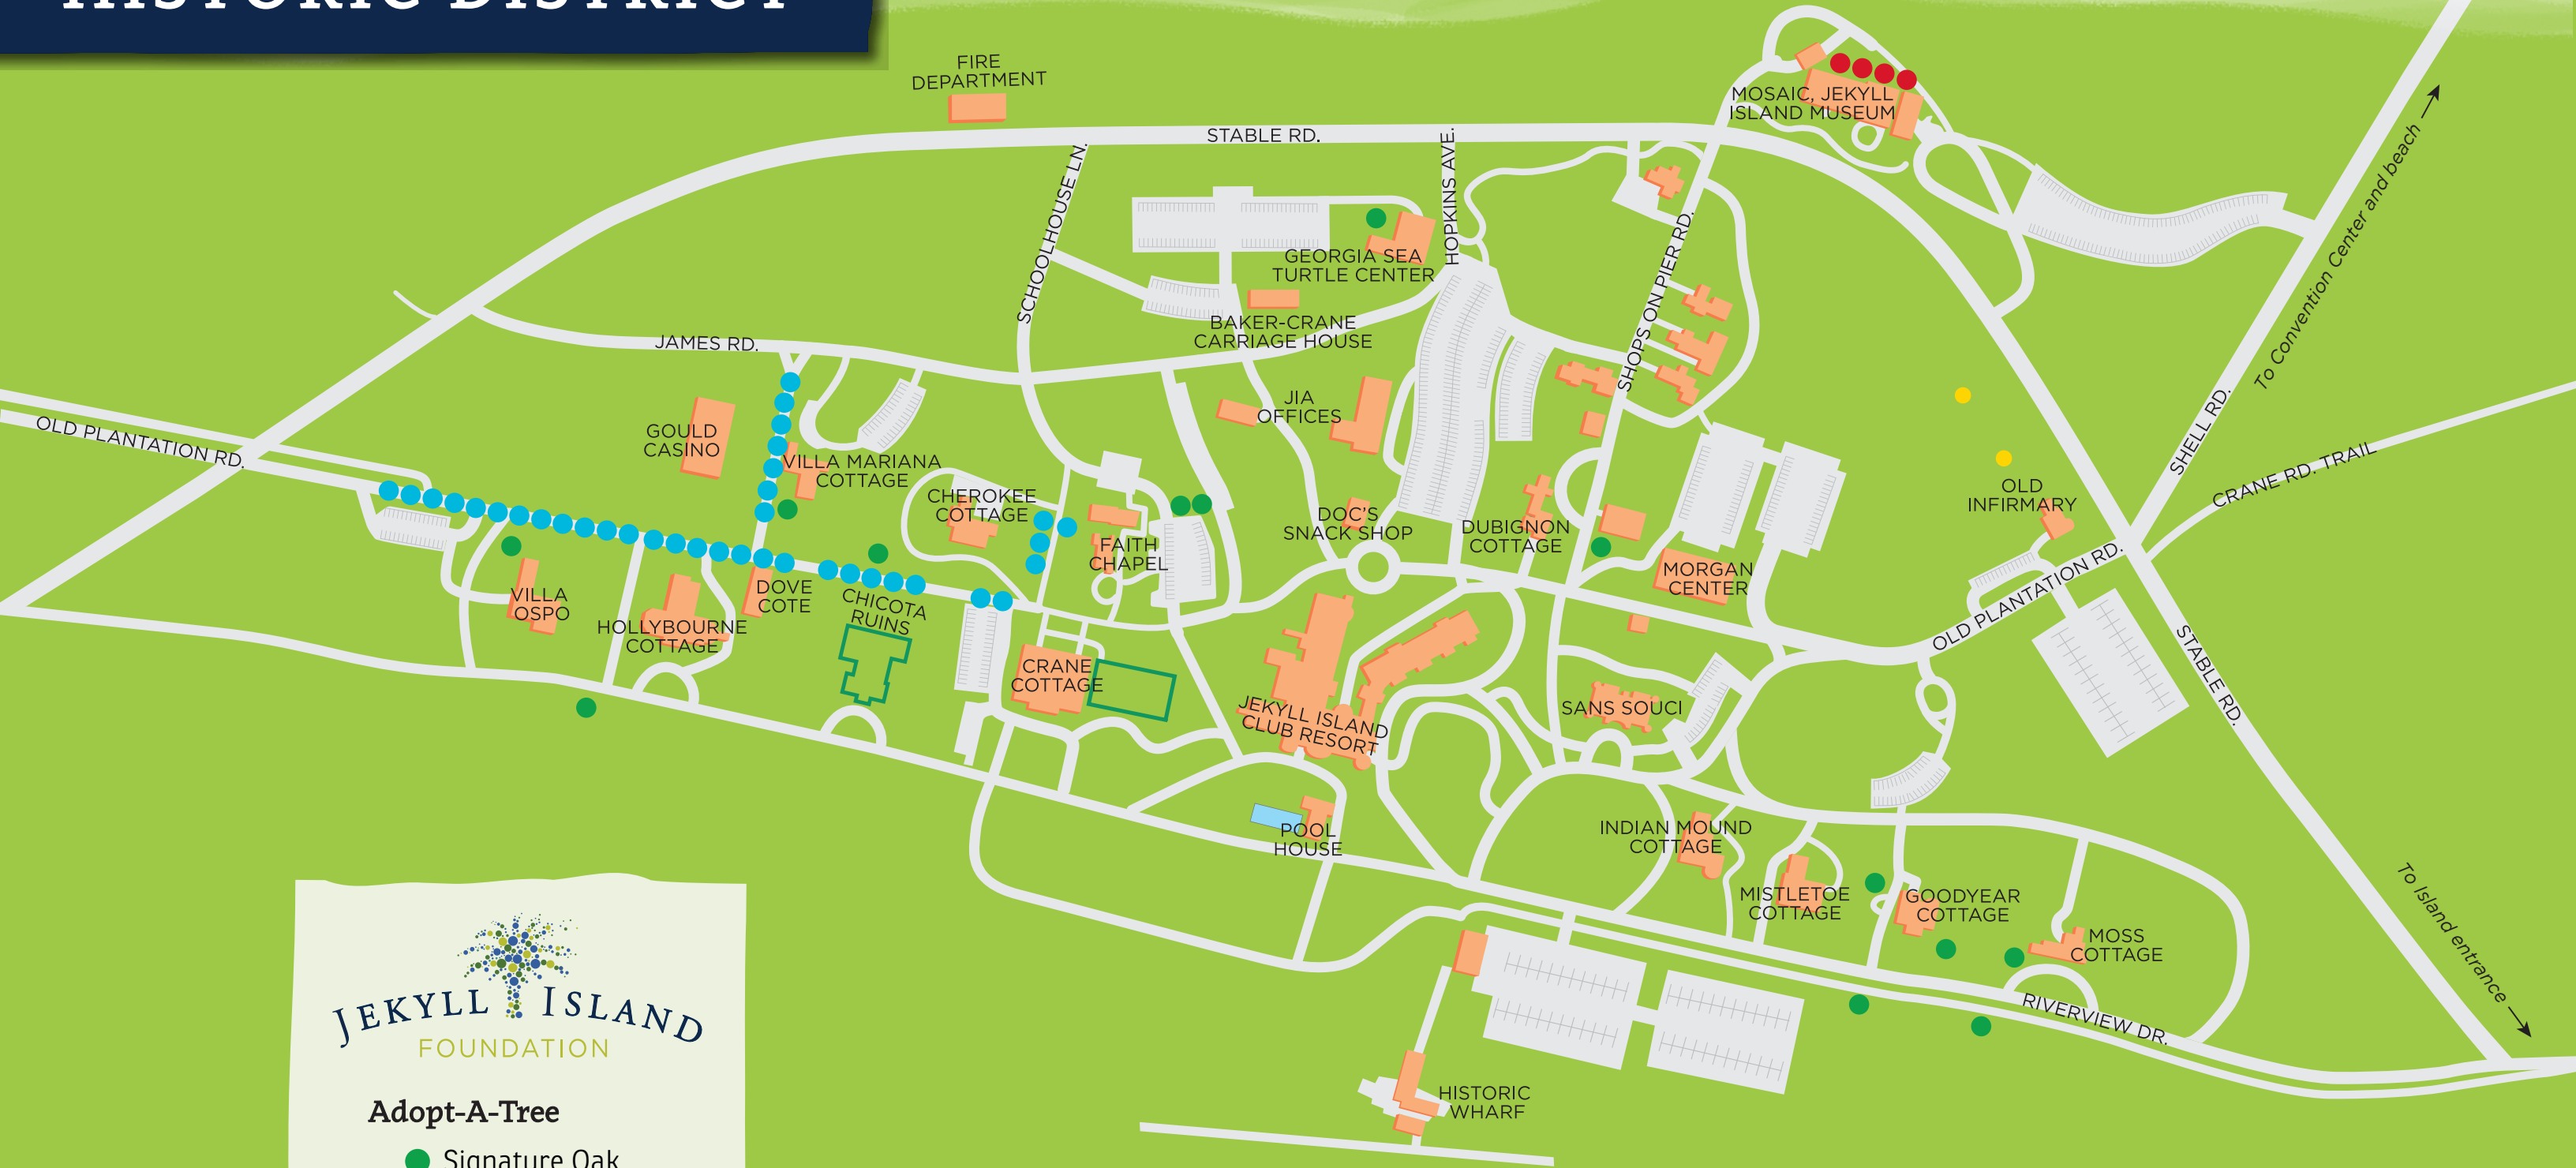 HISTORIC DISTRICT
FIRE
DEPARTMENT
STABLE RD.
MOSAIC, JEKYLL
ISLAND MUSEUM
SCHOOLHOUSE LN.
HOPKINS AVE.
SHOPS ON PIER RD.
To Convention Center and beach
GEORGIA SEA
TURTLE CENTER
BAKER-CRANE
CARRIAGE HOUSE
JAMES RD.
OLD PLANTATION RD.
GOULD
CASINO
VILLA MARIANA
COTTAGE
JIA
OFFICES
SHELL RD.
CRANE RD. TRAIL
CHEROKEE
COTTAGE
DOC'S
SNACK SHOP
DUBIGNON
COTTAGE
OLD
INFIRMARY
FAITH
CHAPEL
MORGAN
CENTER
OLD PLANTATION RD.
VILLA
OSPO
HOLLYBOURNE
COTTAGE
DOVE
COTE
CHICOTA
RUINS
CRANE
COTTAGE
JEKYLL ISLAND
CLUB RESORT
SANS SOUCI
STABLE RD.
POOL
HOUSE
INDIAN MOUND
COTTAGE
MISTLETOE
COTTAGE
GOODYEAR
COTTAGE
MOSS
COTTAGE
To Island entrance
RIVERVIEW DR.
HISTORIC
WHARF
JEKYLL ISLAND
FOUNDATION
Adopt-A-Tree
Signature Oak